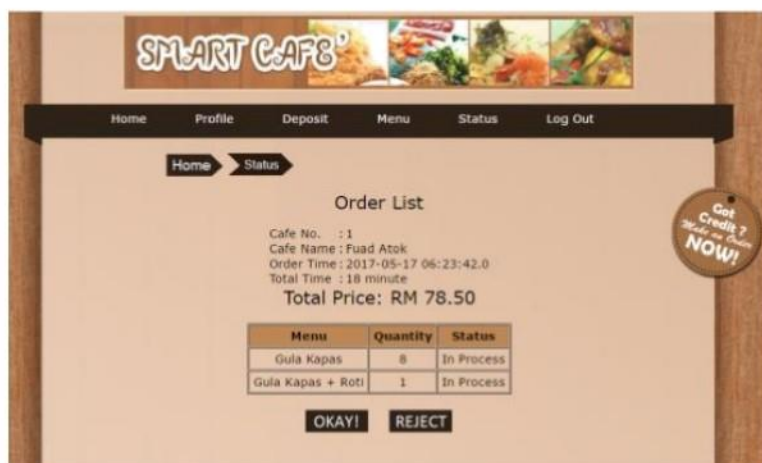 SMART CAFE'
Home Profile Deposit Menu Status Log Out
Home Status
Got
Credit ?
Make an Order
NOW!
Order List
Cafe No. : 1
Cafe Name : Fuad Atok
Order Time : 2017-05-17 06:23:42.0
Total Time : 18 minute
Total Price: RM 78.50
Menu Quantity Status
Gula Kapas 8 In Process
Gula Kapas + Roti 1 In Process
OKAY! REJECT